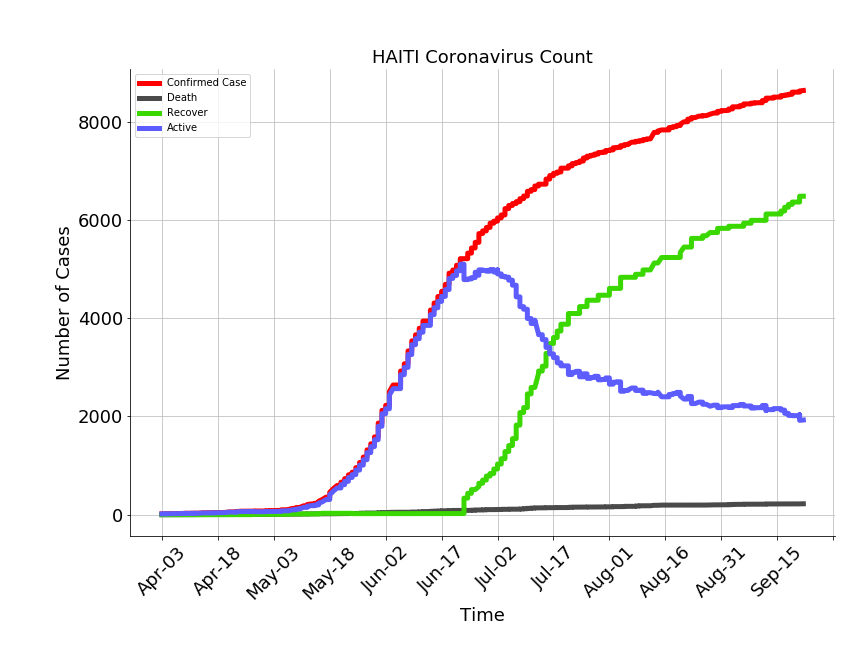 HAITI Coronavirus Count
Confirmed Case
Death
Recover
Active
Number of Cases
8000
6000
4000
2000
0
Apr-03
Apr-18
May-03
May-18
Jun-02
Jun-17
Jul-02
Jul-17
Aug-01
Aug-16
Aug-31
Sep-15
Time